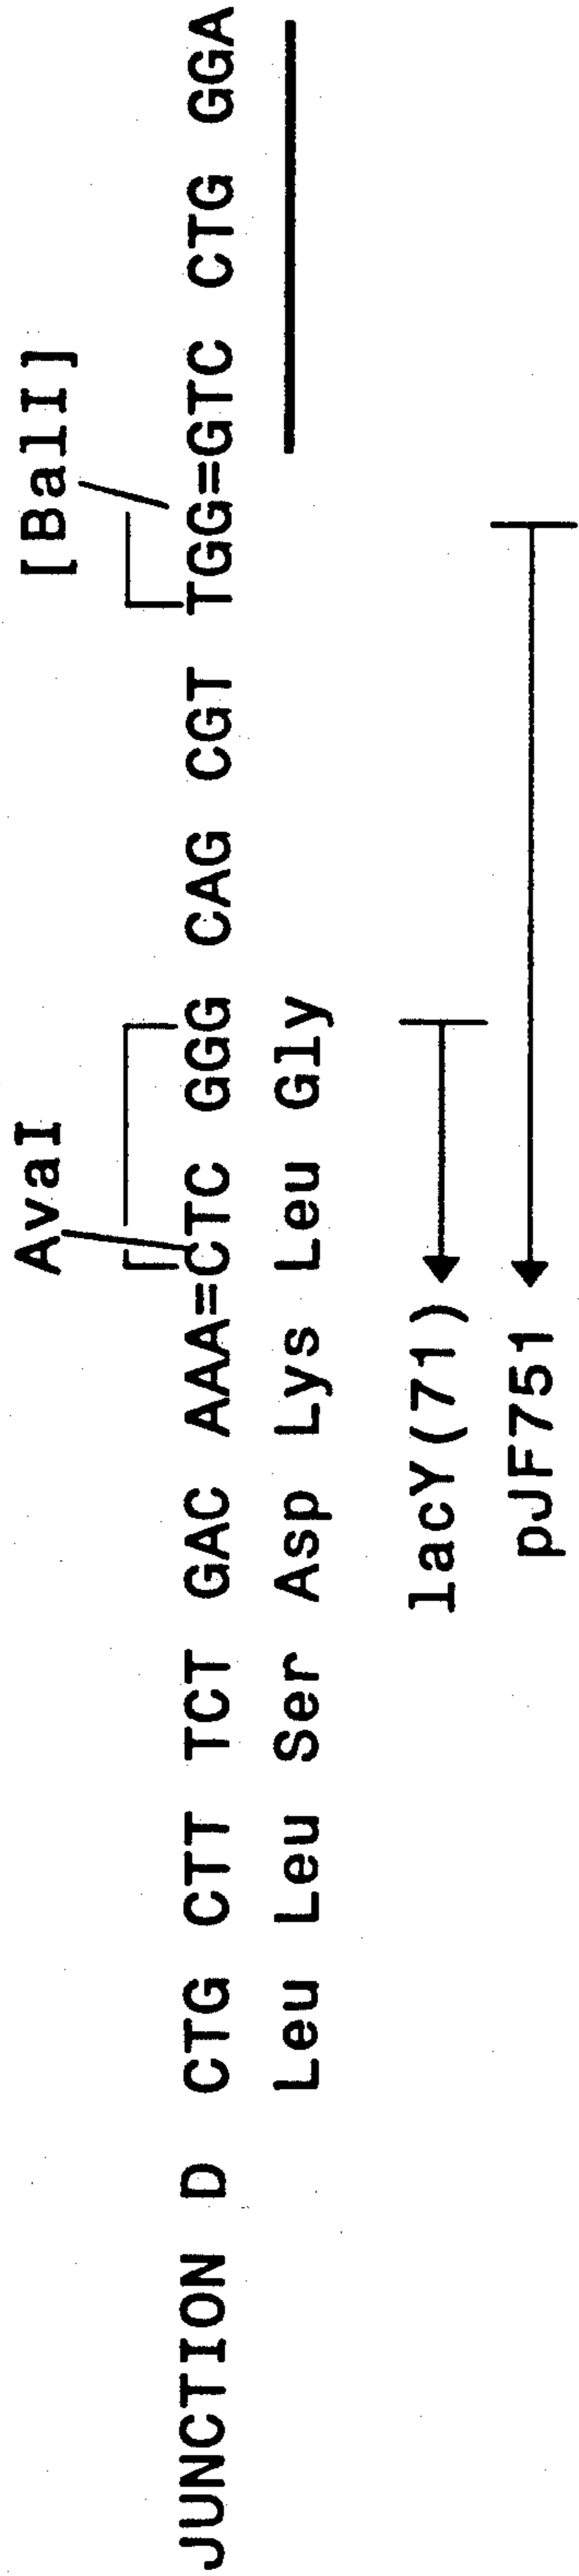 AvaI [BalI]
JUNCTION D CTG CTT TCT GAC AAA=CTC GGG CAG CGT TGG=GTC CTG GGA
Leu Leu Ser Asp Lys Leu Gly
lacY(71)
pJF751